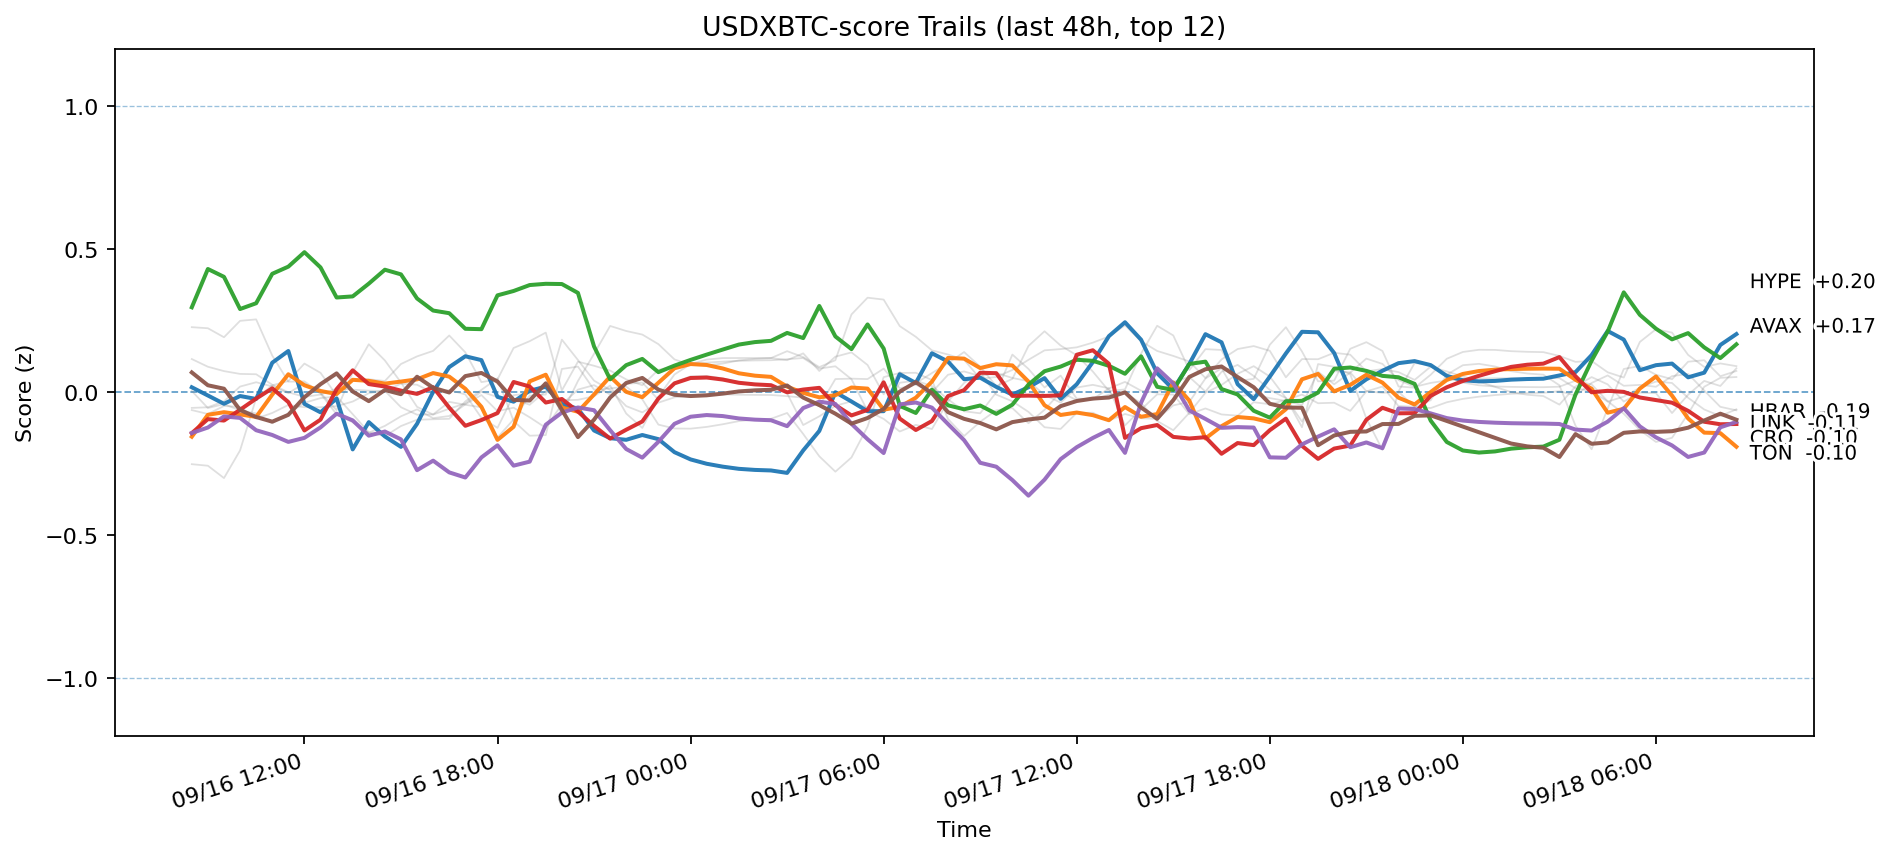 USDXBTC-score Trails (last 48h, top 12)
Score (z)
1.0
0.5
0.0
−0.5
−1.0
HYPE +0.20
AVAX +0.17
HBAR -0.19
LINK -0.11
CRO -0.10
TON -0.10
09/16 12:00
09/16 18:00
09/17 00:00
09/17 06:00
09/17 12:00
09/17 18:00
09/18 00:00
09/18 06:00
Time